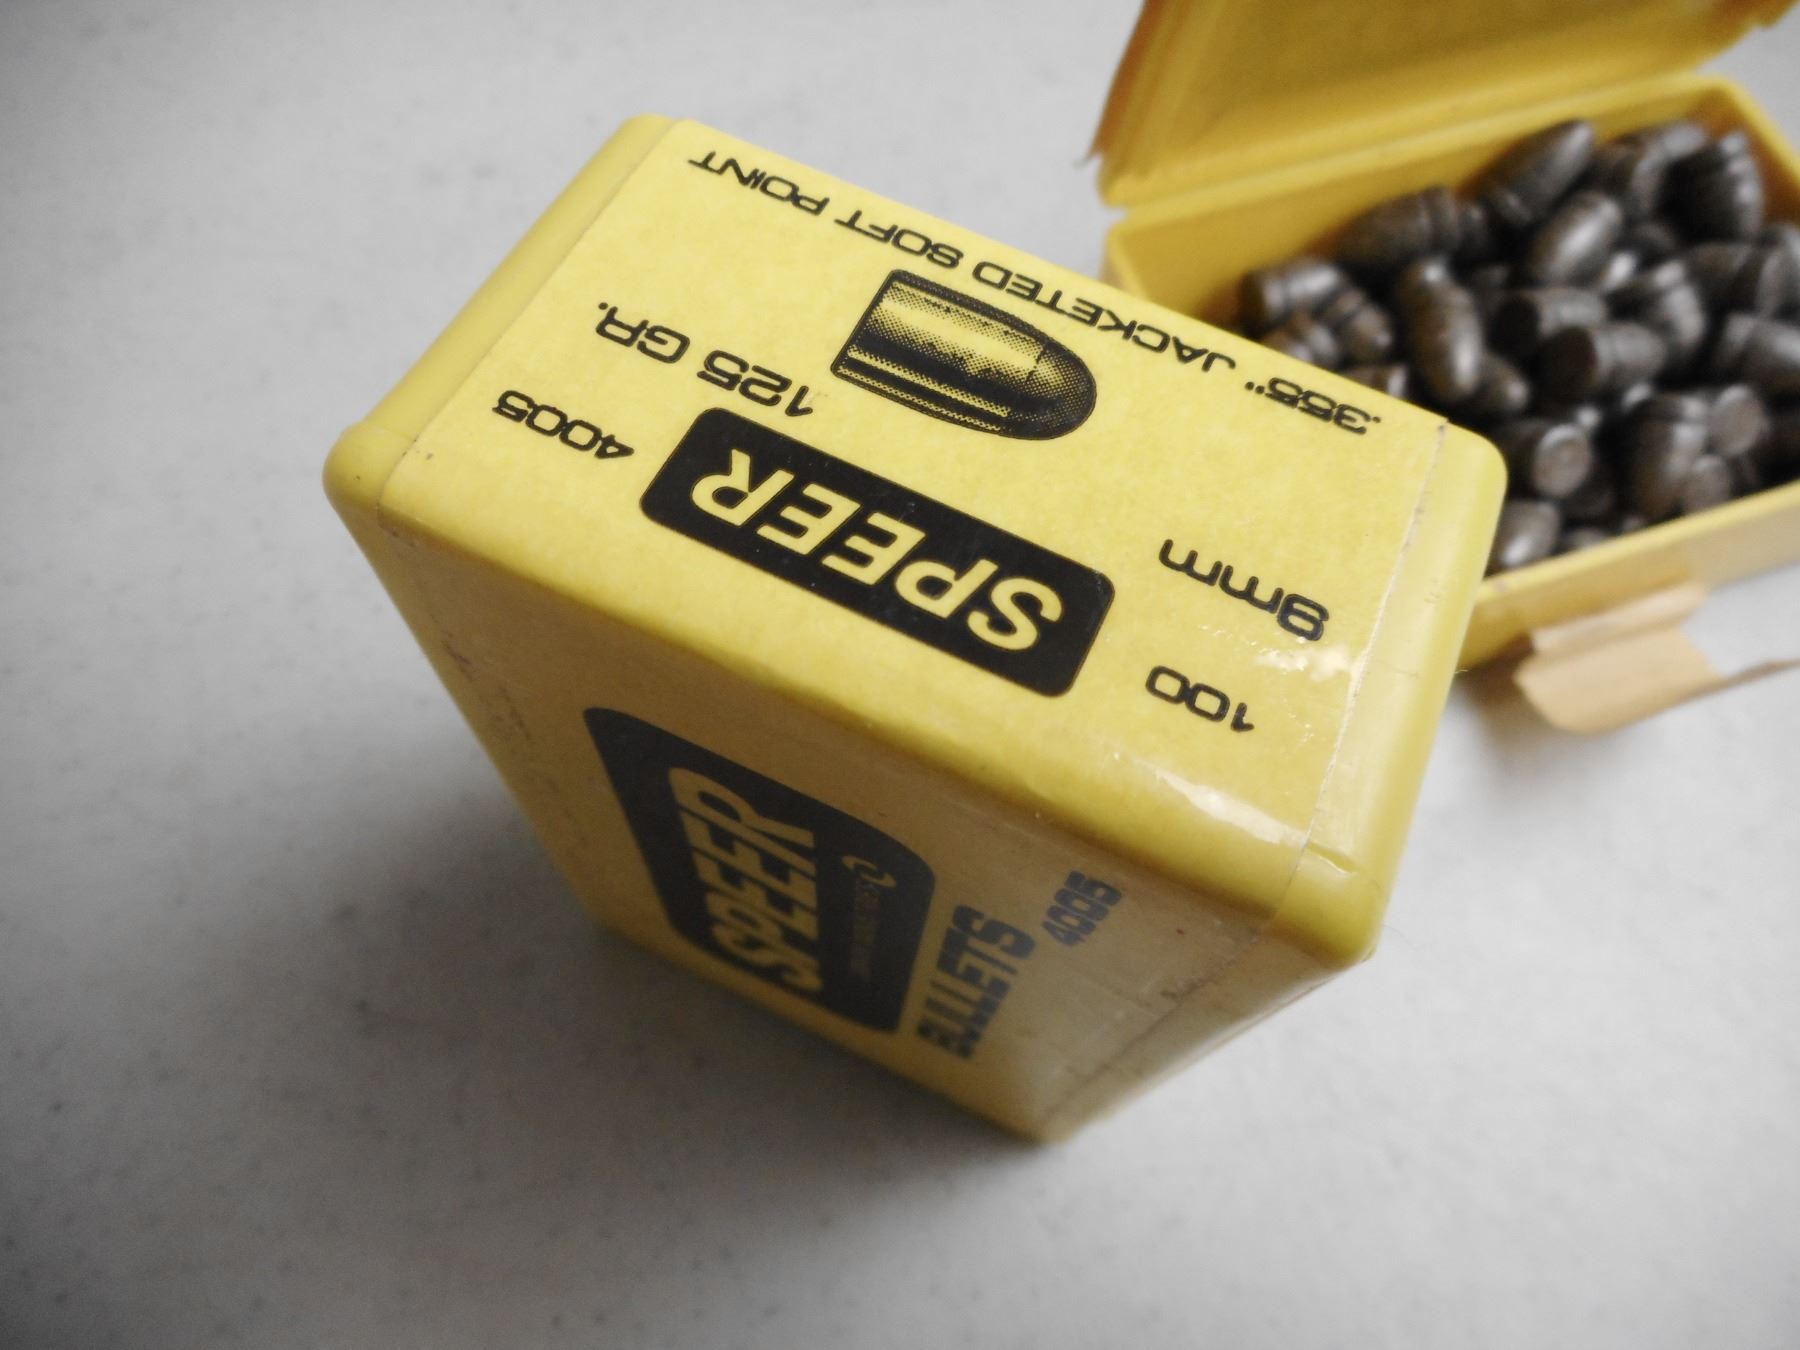 100
SPEER
4005
9mm
125 GR.
.355" JACKETED SOFT POINT
SPEER
BULLETS
4005